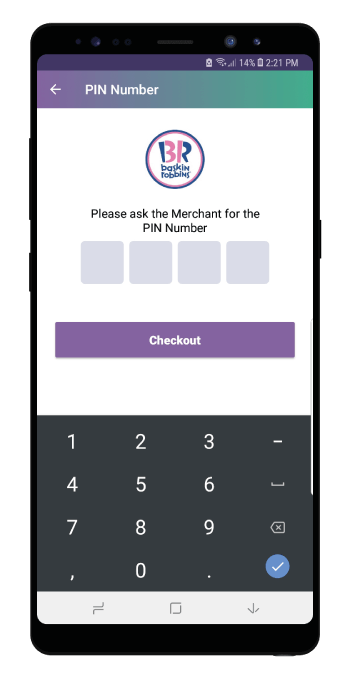 14% 2:21 PM
PIN Number
BR
baskin
robbins
Please ask the Merchant for the
PIN Number
Checkout
1 2 3 -
4 5 6
7 8 9
, 0 .